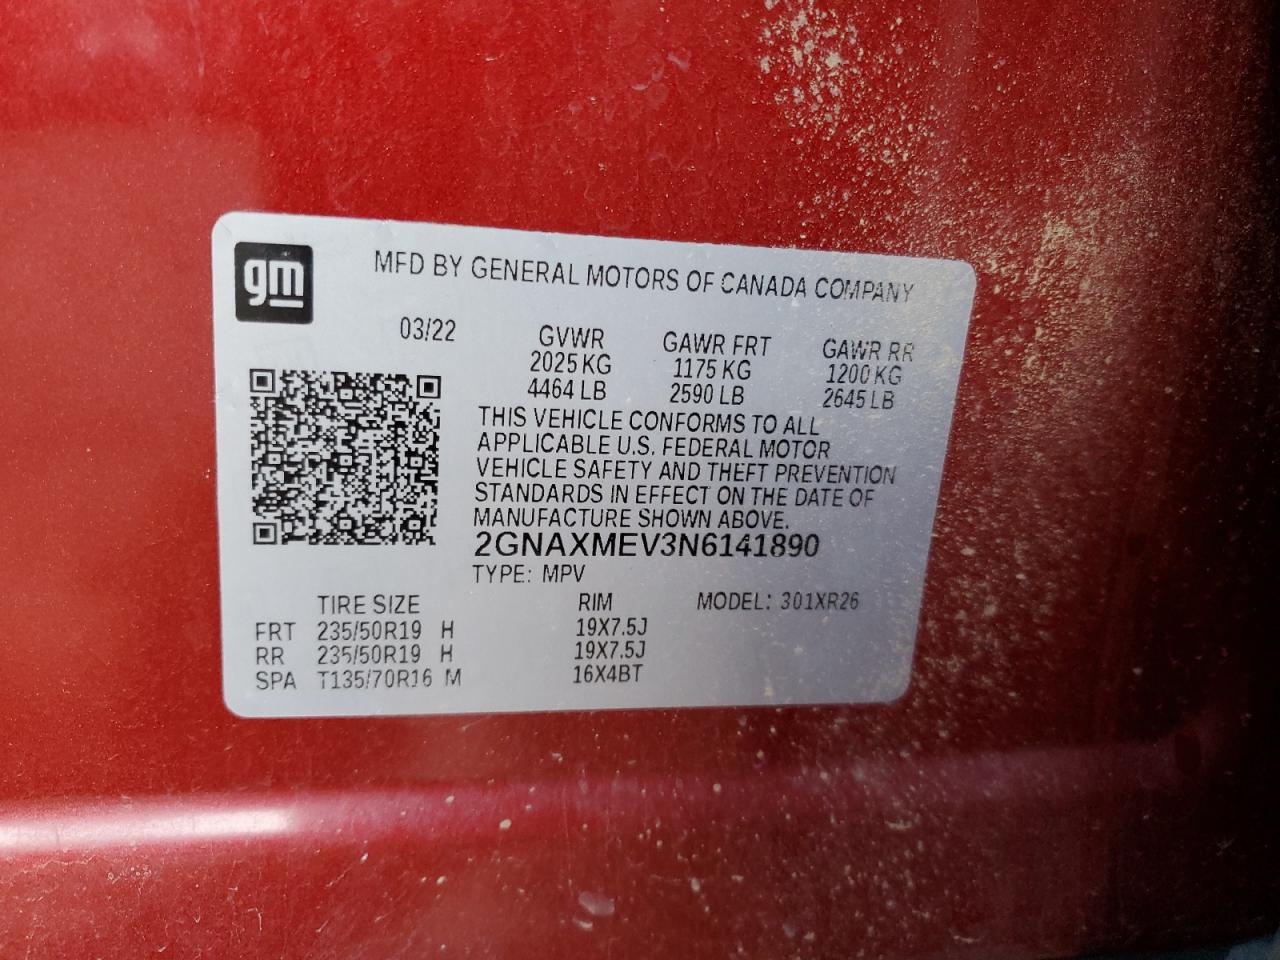 gm
MFD BY GENERAL MOTORS OF CANADA COMPANY
03/22 GVWR GAWR FRT GAWR RR
2025 KG 1175 KG 1200 KG
4464 LB 2590 LB 2645 LB
THIS VEHICLE CONFORMS TO ALL
APPLICABLE U.S. FEDERAL MOTOR
VEHICLE SAFETY AND THEFT PREVENTION
STANDARDS IN EFFECT ON THE DATE OF
MANUFACTURE SHOWN ABOVE.
2GNAXMEV3N6141890
TYPE: MPV
TIRE SIZE RIM MODEL: 301XR26
FRT 235/50R19 H 19X7.5J
RR 235/50R19 H 19X7.5J
SPA T135/70R16 M 16X4BT